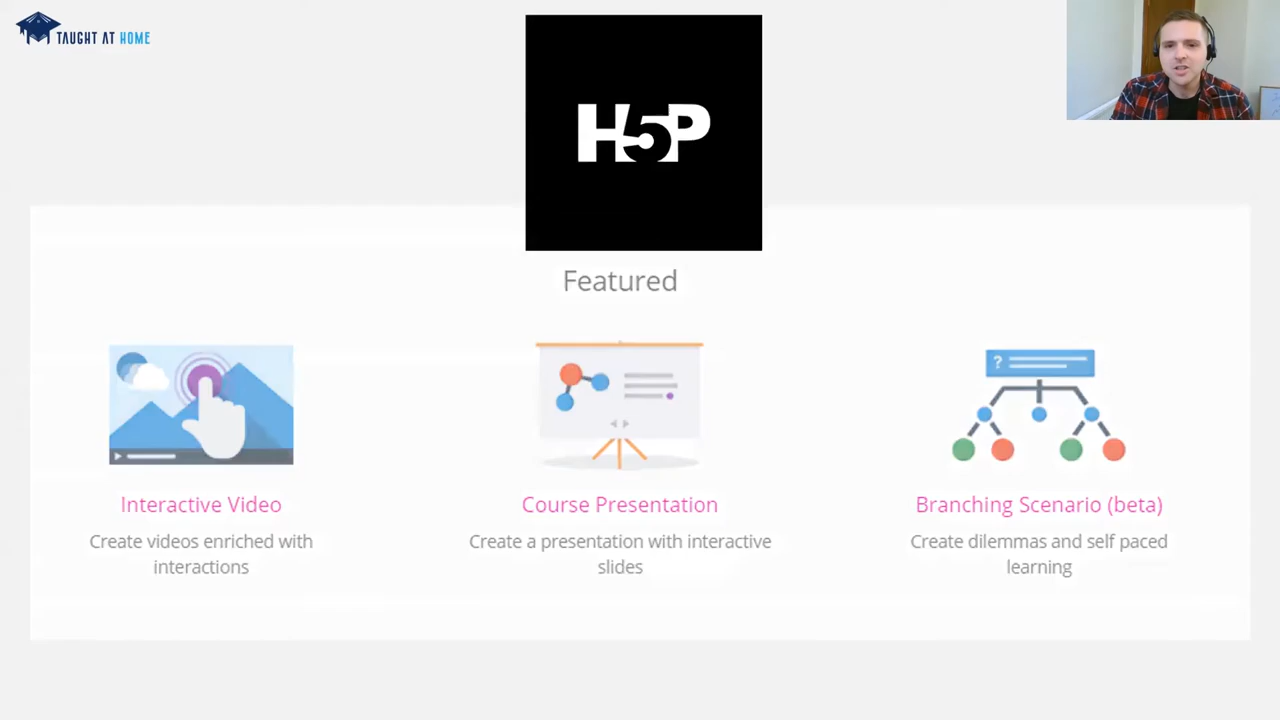 TAUGHT AT HOME
H5P
Featured
?
Interactive Video
Create videos enriched with
interactions
Course Presentation
Create a presentation with interactive
slides
Branching Scenario (beta)
Create dilemmas and self paced
learning